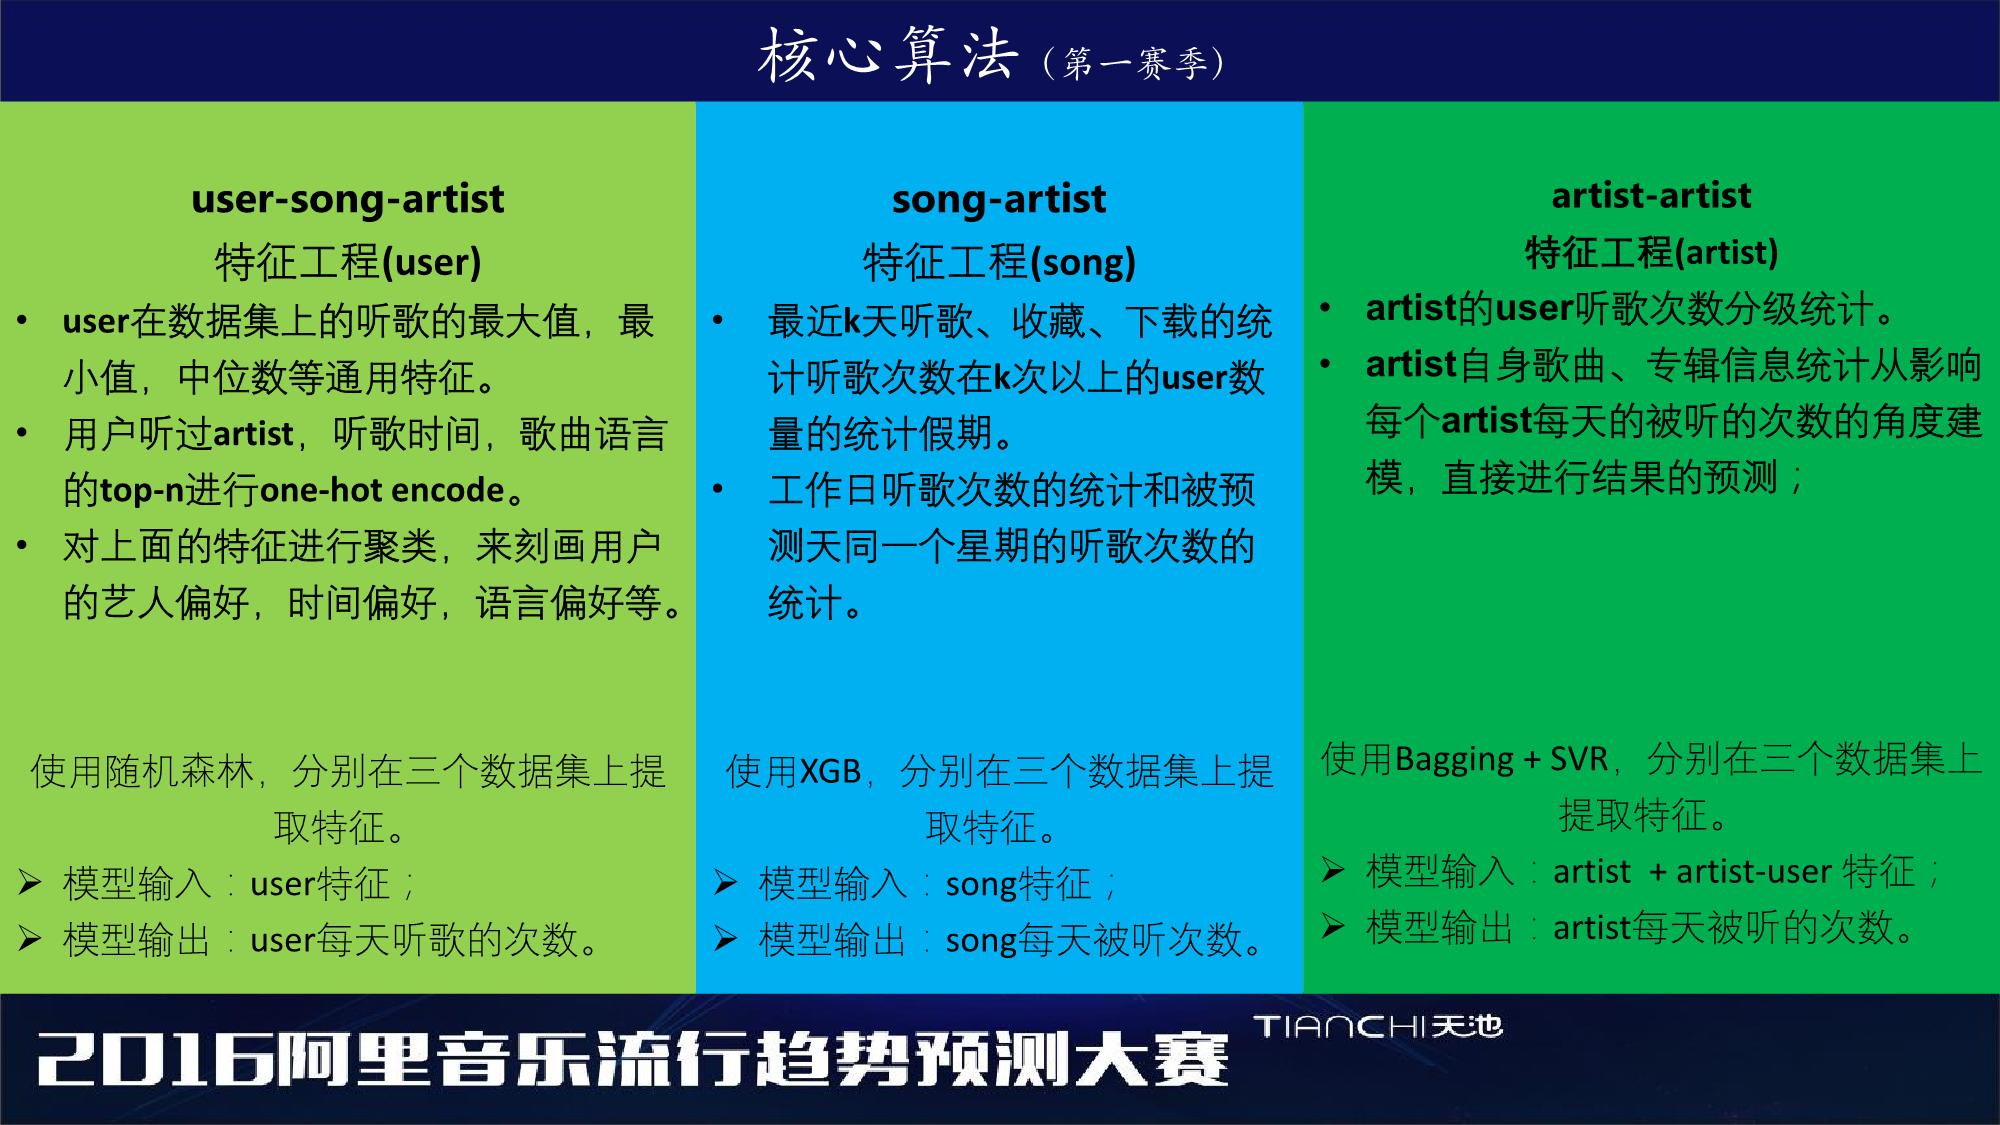 核心算法（第一赛季）
user-song-artist
特征工程(user)
• user在数据集上的听歌的最大值，最
小值，中位数等通用特征。
• 用户听过artist，听歌时间，歌曲语言
的top-n进行one-hot encode。
• 对上面的特征进行聚类，来刻画用户
的艺人偏好，时间偏好，语言偏好等。
使用随机森林，分别在三个数据集上提
取特征。
➢ 模型输入：user特征；
➢ 模型输出：user每天听歌的次数。
song-artist
特征工程(song)
• 最近k天听歌、收藏、下载的统
计听歌次数在k次以上的user数
量的统计假期。
• 工作日听歌次数的统计和被预
测天同一个星期的听歌次数的
统计。
使用XGB，分别在三个数据集上提
取特征。
➢ 模型输入：song特征；
➢ 模型输出：song每天被听次数。
artist-artist
特征工程(artist)
• artist的user听歌次数分级统计。
• artist自身歌曲、专辑信息统计从影响
每个artist每天的被听的次数的角度建
模，直接进行结果的预测；
使用Bagging + SVR，分别在三个数据集上
提取特征。
➢ 模型输入：artist + artist-user 特征；
➢ 模型输出：artist每天被听的次数。
2016阿里音乐流行趋势预测大赛
TIANCHI天池